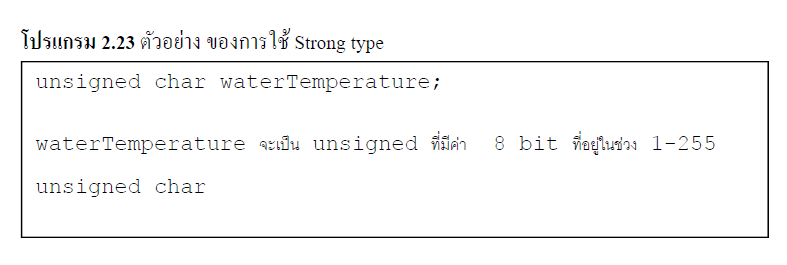 โปรแกรม 2.23 ตัวอย่าง ของการใช้ Strong type
unsigned char waterTemperature;
waterTemperature จะเป็น unsigned ที่มีค่า 8 bit ที่อยู่ในช่วง 1-255
unsigned char